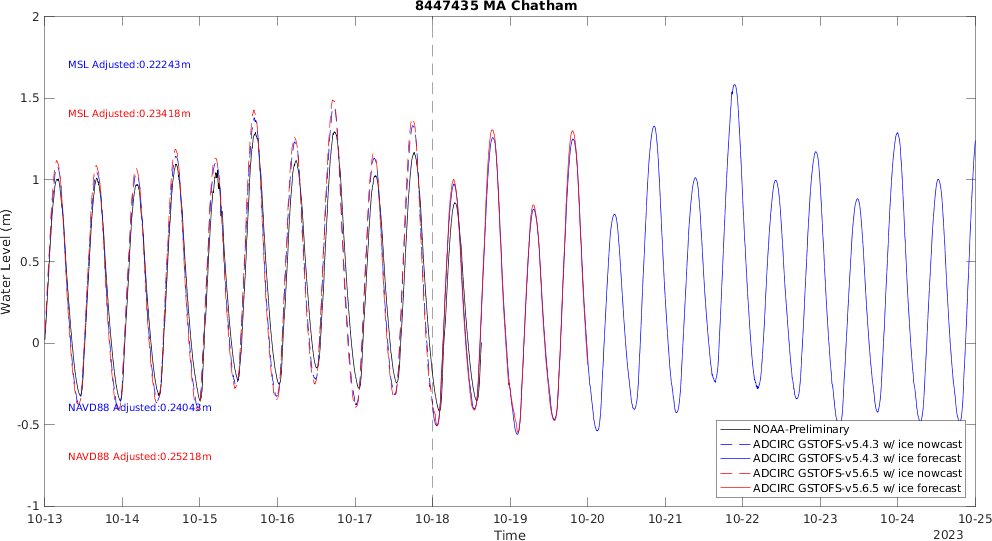 8447435 MA Chatham
2
MSL Adjusted:0.22243m
1.5
MSL Adjusted:0.23418m
1
Water Level (m)
0.5
0
NAVD88 Adjusted:0.24043m
-0.5
NOAA-Preliminary
ADCIRC GSTOFS-v5.4.3 w/ ice nowcast
NAVD88 Adjusted:0.25218m
ADCIRC GSTOFS-v5.4.3 w/ ice forecast
ADCIRC GSTOFS-v5.6.5 w/ ice nowcast
ADCIRC GSTOFS-v5.6.5 w/ ice forecast
-1
10-13 10-14 10-15 10-16 10-17 10-18 10-19 10-20 10-21 10-22 10-23 10-24 10-25
Time
2023